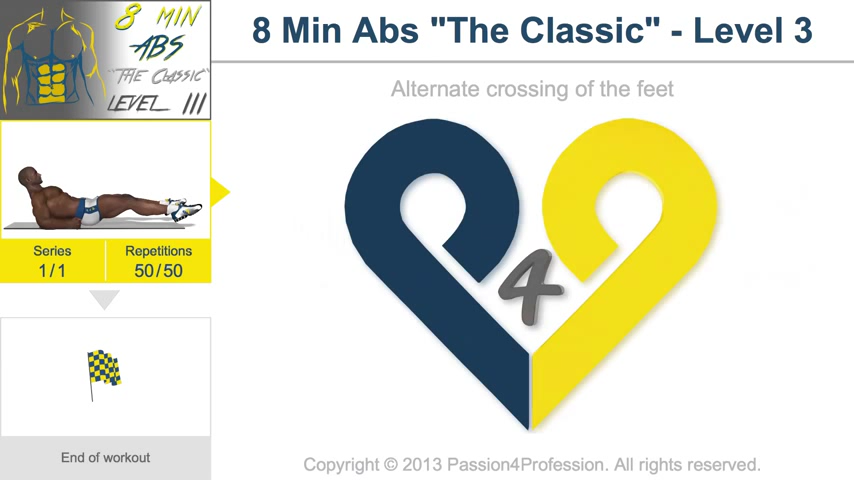 8 MIN
ABS
"THE CLASSIC"
LEVEL III
8 Min Abs "The Classic" - Level 3
Alternate crossing of the feet
4
Series
1/1
Repetitions
50/50
End of workout
Copyright © 2013 Passion4Profession. All rights reserved.